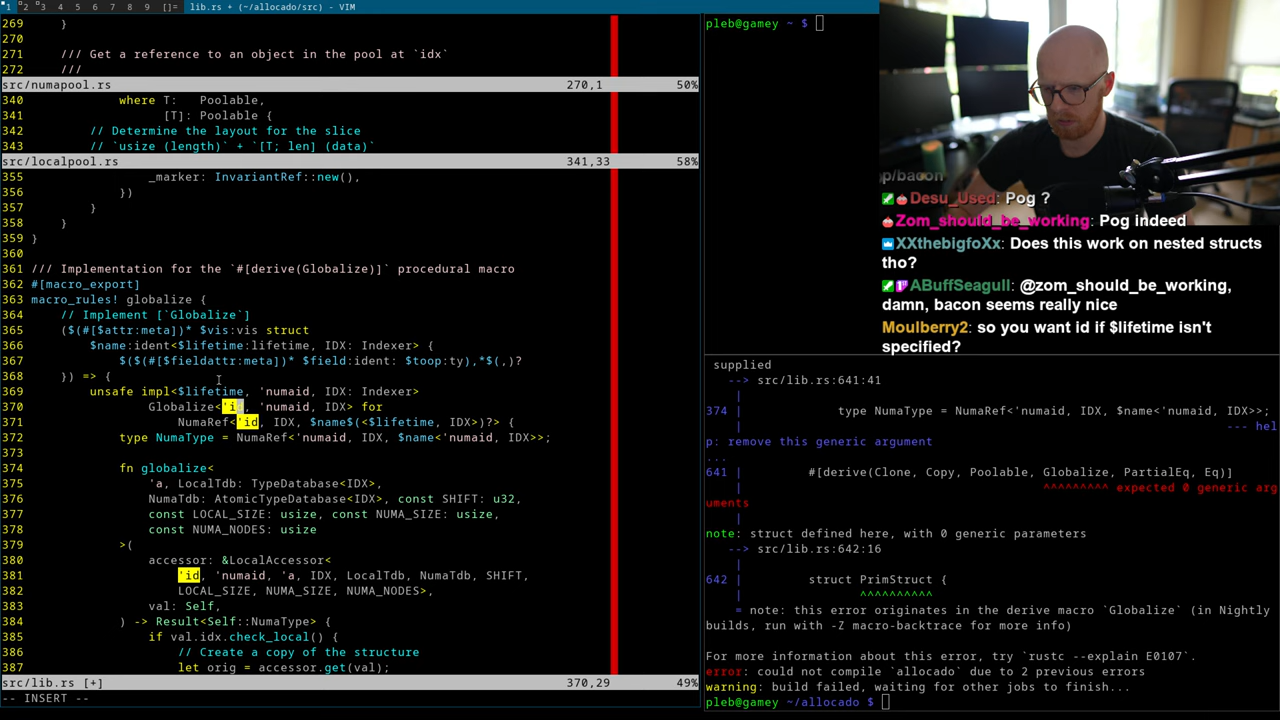 1 2 3 4 5 6 7 8 9 []= lib.rs + (~/allocado/src) - VIM
269 }
270
271 /// Get a reference to an object in the pool at `idx`
272 ///
src/numapool.rs 270,1 50%
340 where T: Poolable,
341 [T]: Poolable {
342 // Determine the layout for the slice
343 // `usize (length)` + `[T; len] (data)`
src/localpool.rs 341,33 58%
355 _marker: InvariantRef::new(),
356 })
357 }
358 }
359 }
360
361 /// Implementation for the `#[derive(Globalize)]` procedural macro
362 #[macro_export]
363 macro_rules! globalize {
364 // Implement [`Globalize`]
365 ($(#[$attr:meta])* $vis:vis struct
366 $name:ident<$lifetime:lifetime, IDX: Indexer> {
367 $($(#[$fieldattr:meta])* $field:ident: $toop:ty),*$(,)?
368 }) => {
369 unsafe impl<$lifetime, 'numaid, IDX: Indexer>
370 Globalize<'id, 'numaid, IDX> for
371 NumaRef<'id, IDX, $name$(<$lifetime, IDX>)?> {
372 type NumaType = NumaRef<'numaid, IDX, $name<'numaid, IDX>>;
373
374 fn globalize<
375 'a, LocalTdb: TypeDatabase<IDX>,
376 NumaTdb: AtomicTypeDatabase<IDX>, const SHIFT: u32,
377 const LOCAL_SIZE: usize, const NUMA_SIZE: usize,
378 const NUMA_NODES: usize
379 >(
380 accessor: &LocalAccessor<
381 'id, 'numaid, 'a, IDX, LocalTdb, NumaTdb, SHIFT,
382 LOCAL_SIZE, NUMA_SIZE, NUMA_NODES>,
383 val: Self,
384 ) -> Result<Self::NumaType> {
385 if val.idx.check_local() {
386 // Create a copy of the structure
387 let orig = accessor.get(val);
src/lib.rs [+] 370,29 49%
-- INSERT --
pleb@gamey ~ $
p/bacon
Desu_Used: Pog ?
Zom_should_be_working: Pog indeed
XXthebigfoXx: Does this work on nested structs
tho?
ABuffSeagull: @zom_should_be_working,
damn, bacon seems really nice
Moulberry2: so you want id if $lifetime isn't
specified?
supplied
--> src/lib.rs:641:41
|
374 | type NumaType = NumaRef<'numaid, IDX, $name<'numaid, IDX>>;
| --- hel
p: remove this generic argument
...
641 | #[derive(Clone, Copy, Poolable, Globalize, PartialEq, Eq)]
| ^^^^^^^^^ expected 0 generic arg
uments
|
note: struct defined here, with 0 generic parameters
--> src/lib.rs:642:16
|
642 | struct PrimStruct {
| ^^^^^^^^^^
= note: this error originates in the derive macro `Globalize` (in Nightly
builds, run with -Z macro-backtrace for more info)
For more information about this error, try `rustc --explain E0107`.
error: could not compile `allocado` due to 2 previous errors
warning: build failed, waiting for other jobs to finish...
pleb@gamey ~/allocado $